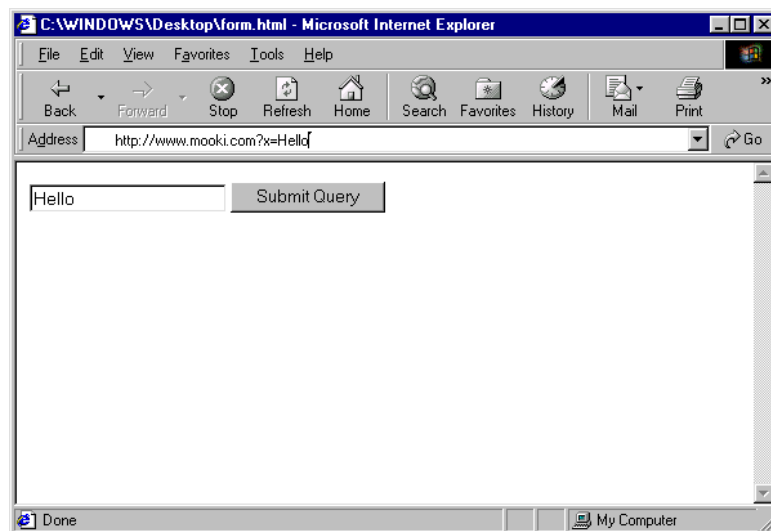 C:\WINDOWS\Desktop\form.html - Microsoft Internet Explorer
File Edit View Favorites Tools Help
Back Forward Stop Refresh Home Search Favorites History Mail Print »
Address http://www.mooki.com?x=Hello Go
Hello Submit Query
Done My Computer